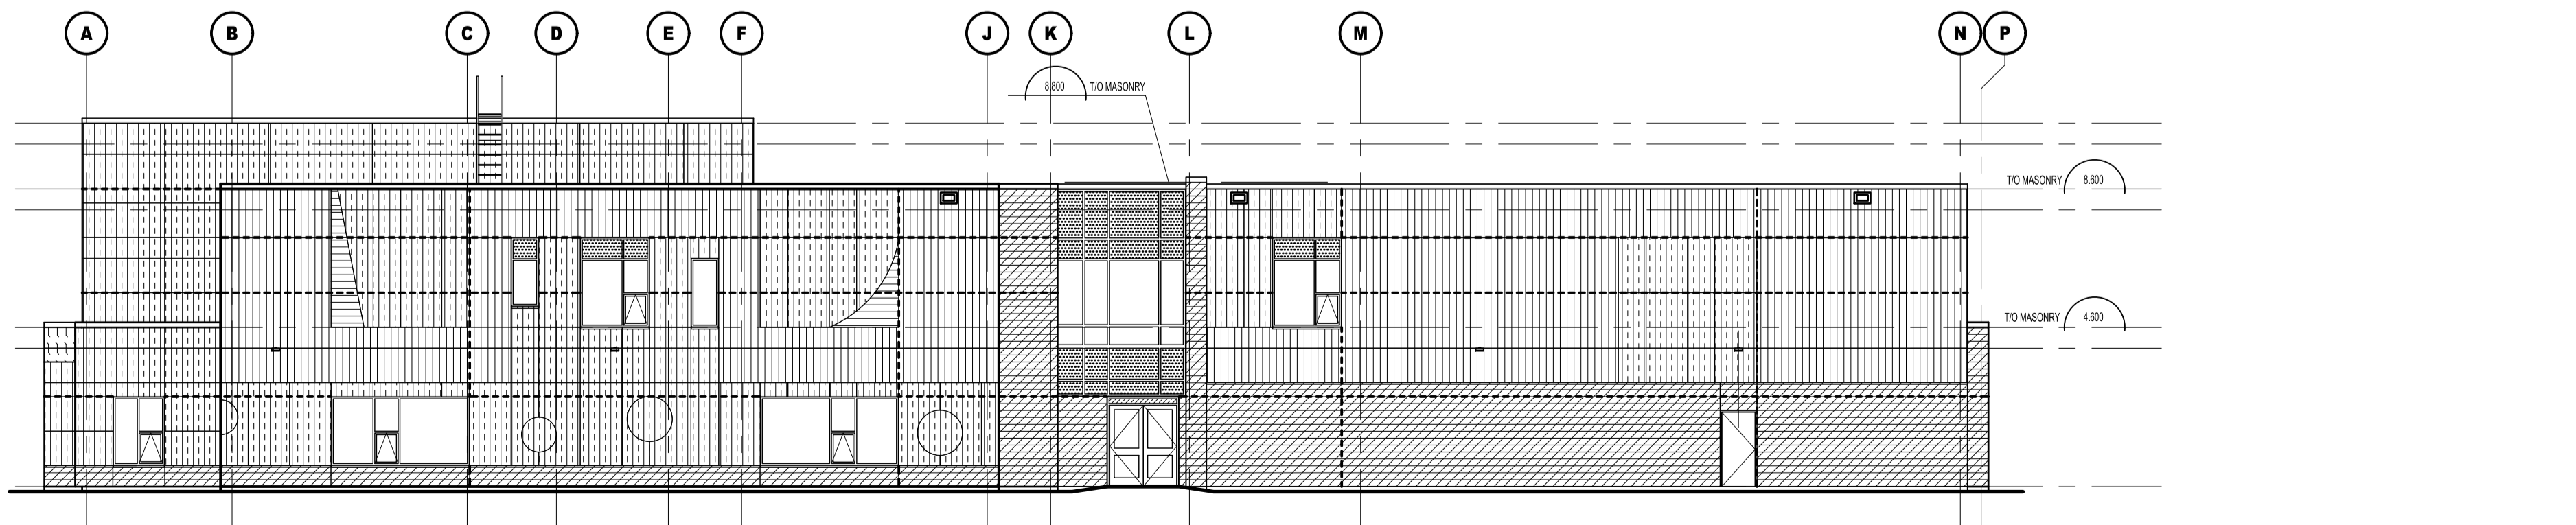 A B C D E F J K L M N P
8.800 T/O MASONRY
T/O MASONRY 8.600
T/O MASONRY 4.600